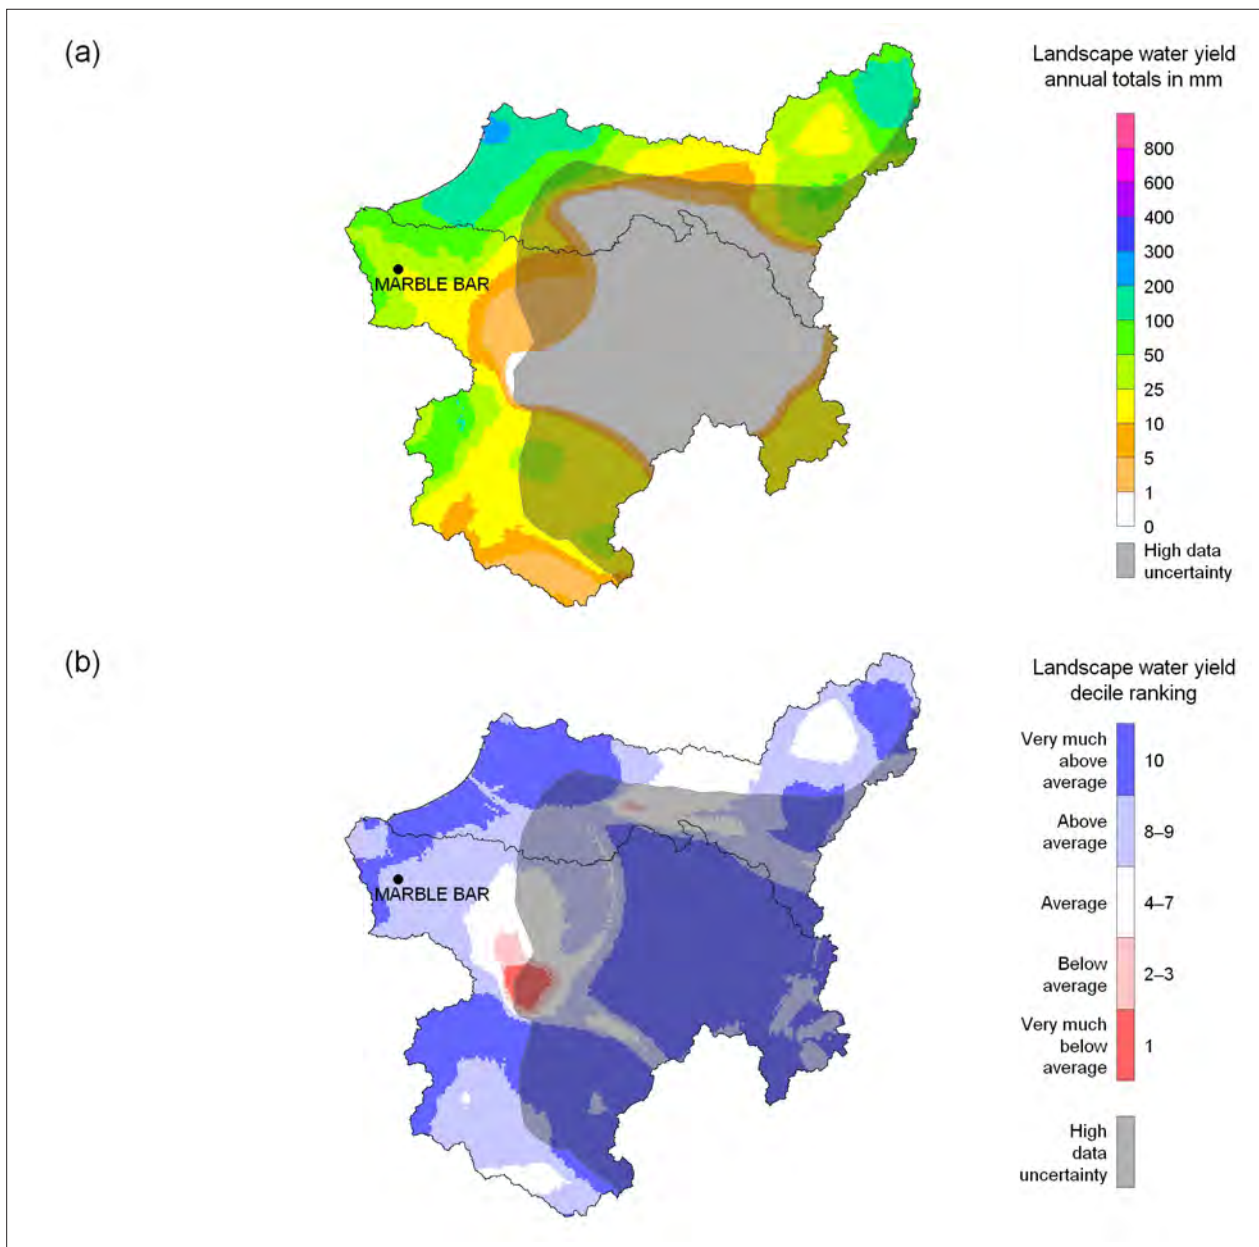 (a)
Landscape water yield
annual totals in mm
800
600
400
300
200
100
50
25
10
5
1
0
High data
uncertainty
MARBLE BAR
(b)
Landscape water yield
decile ranking
Very much
above
average
10
Above
average
8–9
Average
4–7
Below
average
2–3
Very much
below
average
1
High
data
uncertainty
MARBLE BAR